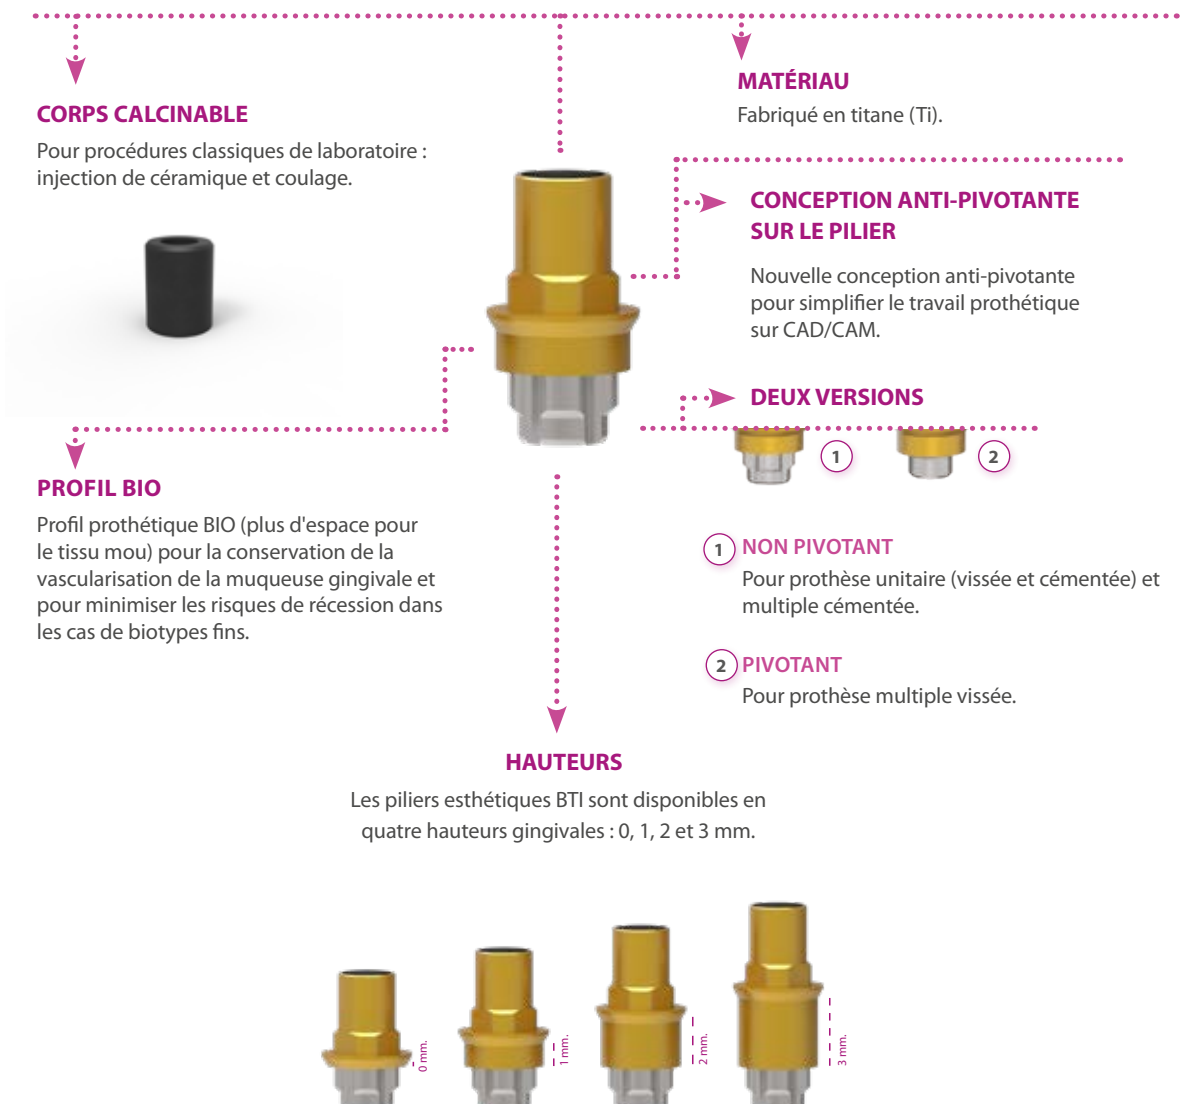 CORPS CALCINABLE
Pour procédures classiques de laboratoire :
injection de céramique et coulage.
MATÉRIAU
Fabriqué en titane (Ti).
CONCEPTION ANTI-PIVOTANTE
SUR LE PILIER
Nouvelle conception anti-pivotante
pour simplifier le travail prothétique
sur CAD/CAM.
DEUX VERSIONS
1
2
PROFIL BIO
Profil prothétique BIO (plus d'espace pour
le tissu mou) pour la conservation de la
vascularisation de la muqueuse gingivale et
pour minimiser les risques de récession dans
les cas de biotypes fins.
1 NON PIVOTANT
Pour prothèse unitaire (vissée et cémentée) et
multiple cémentée.
2 PIVOTANT
Pour prothèse multiple vissée.
HAUTEURS
Les piliers esthétiques BTI sont disponibles en
quatre hauteurs gingivales : 0, 1, 2 et 3 mm.
0 mm.
1 mm.
2 mm.
3 mm.